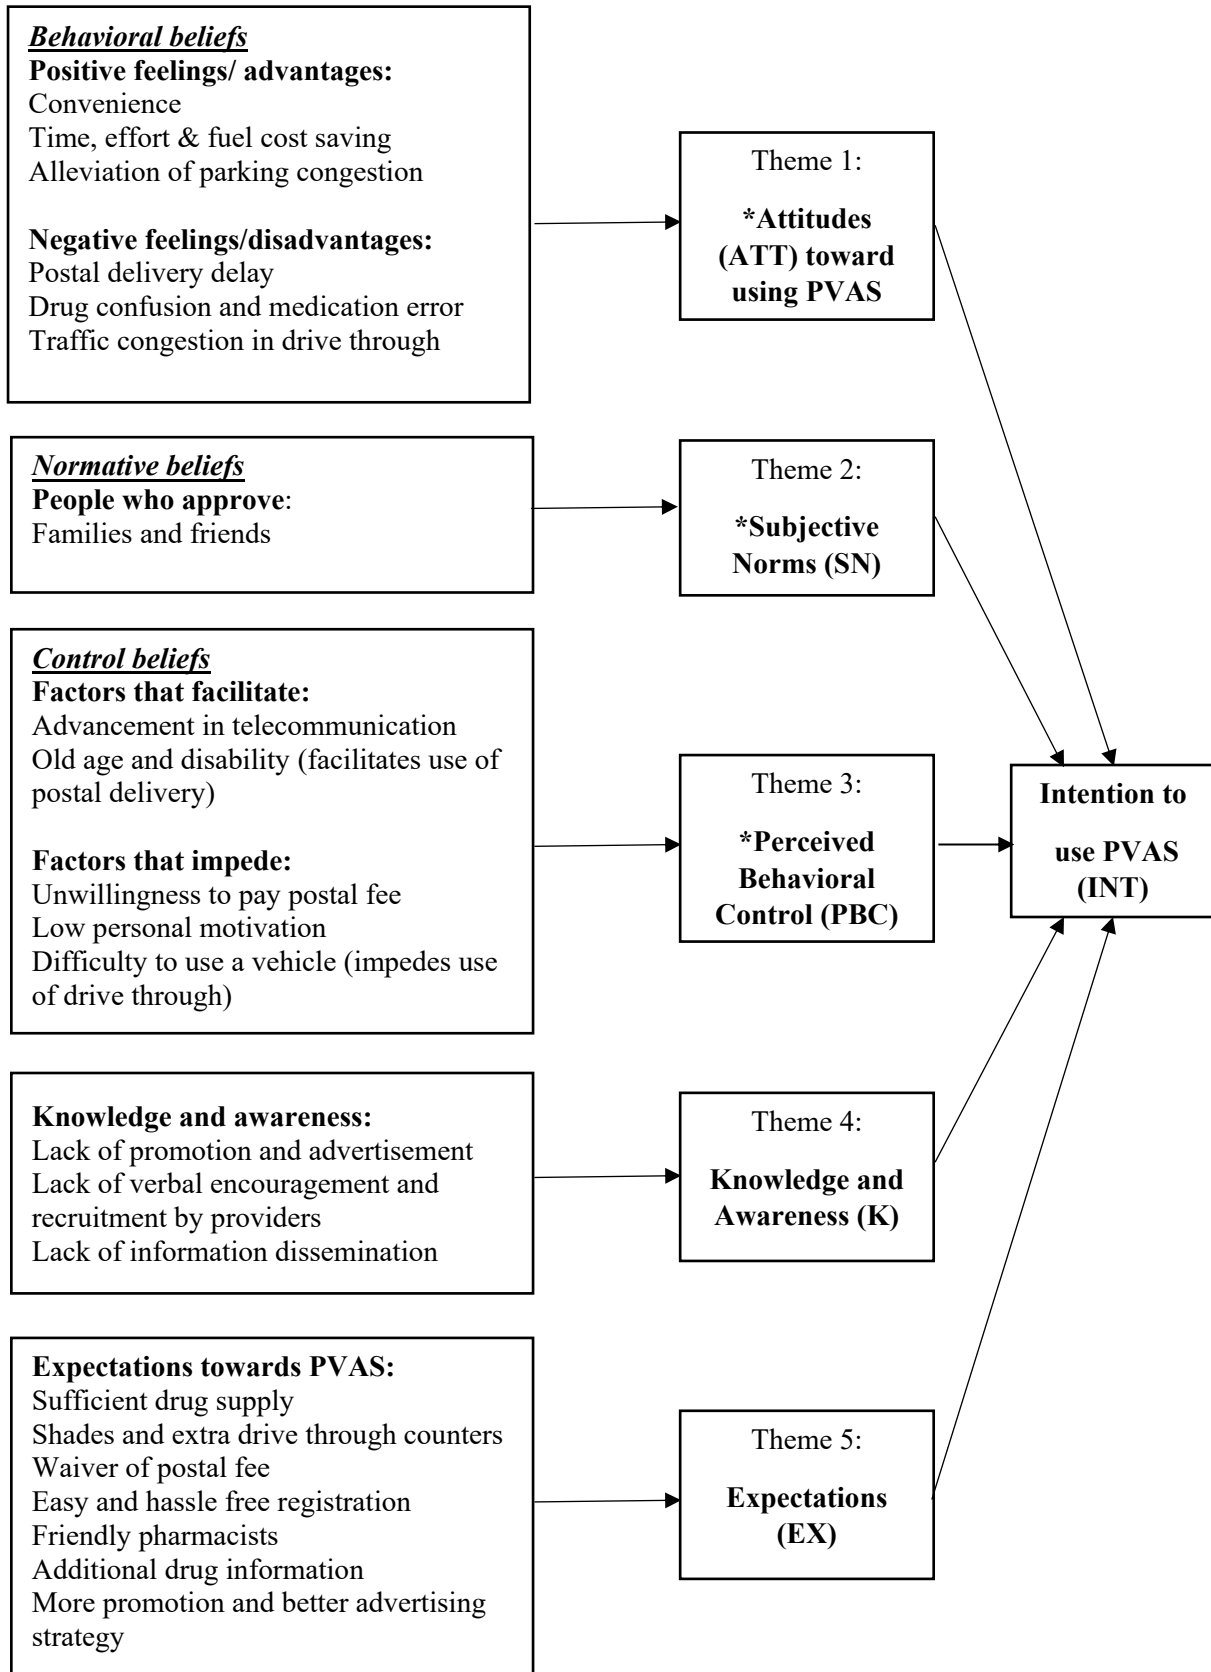 Behavioral beliefs
Positive feelings/ advantages:
Convenience
Time, effort & fuel cost saving
Alleviation of parking congestion
Negative feelings/disadvantages:
Postal delivery delay
Drug confusion and medication error
Traffic congestion in drive through
Theme 1:
*Attitudes
(ATT) toward
using PVAS
Normative beliefs
People who approve:
Families and friends
Theme 2:
*Subjective
Norms (SN)
Control beliefs
Factors that facilitate:
Advancement in telecommunication
Old age and disability (facilitates use of
postal delivery)
Factors that impede:
Unwillingness to pay postal fee
Low personal motivation
Difficulty to use a vehicle (impedes use
of drive through)
Theme 3:
*Perceived
Behavioral
Control (PBC)
Intention to
use PVAS
(INT)
Knowledge and awareness:
Lack of promotion and advertisement
Lack of verbal encouragement and
recruitment by providers
Lack of information dissemination
Theme 4:
Knowledge and
Awareness (K)
Expectations towards PVAS:
Sufficient drug supply
Shades and extra drive through counters
Waiver of postal fee
Easy and hassle free registration
Friendly pharmacists
Additional drug information
More promotion and better advertising
strategy
Theme 5:
Expectations
(EX)